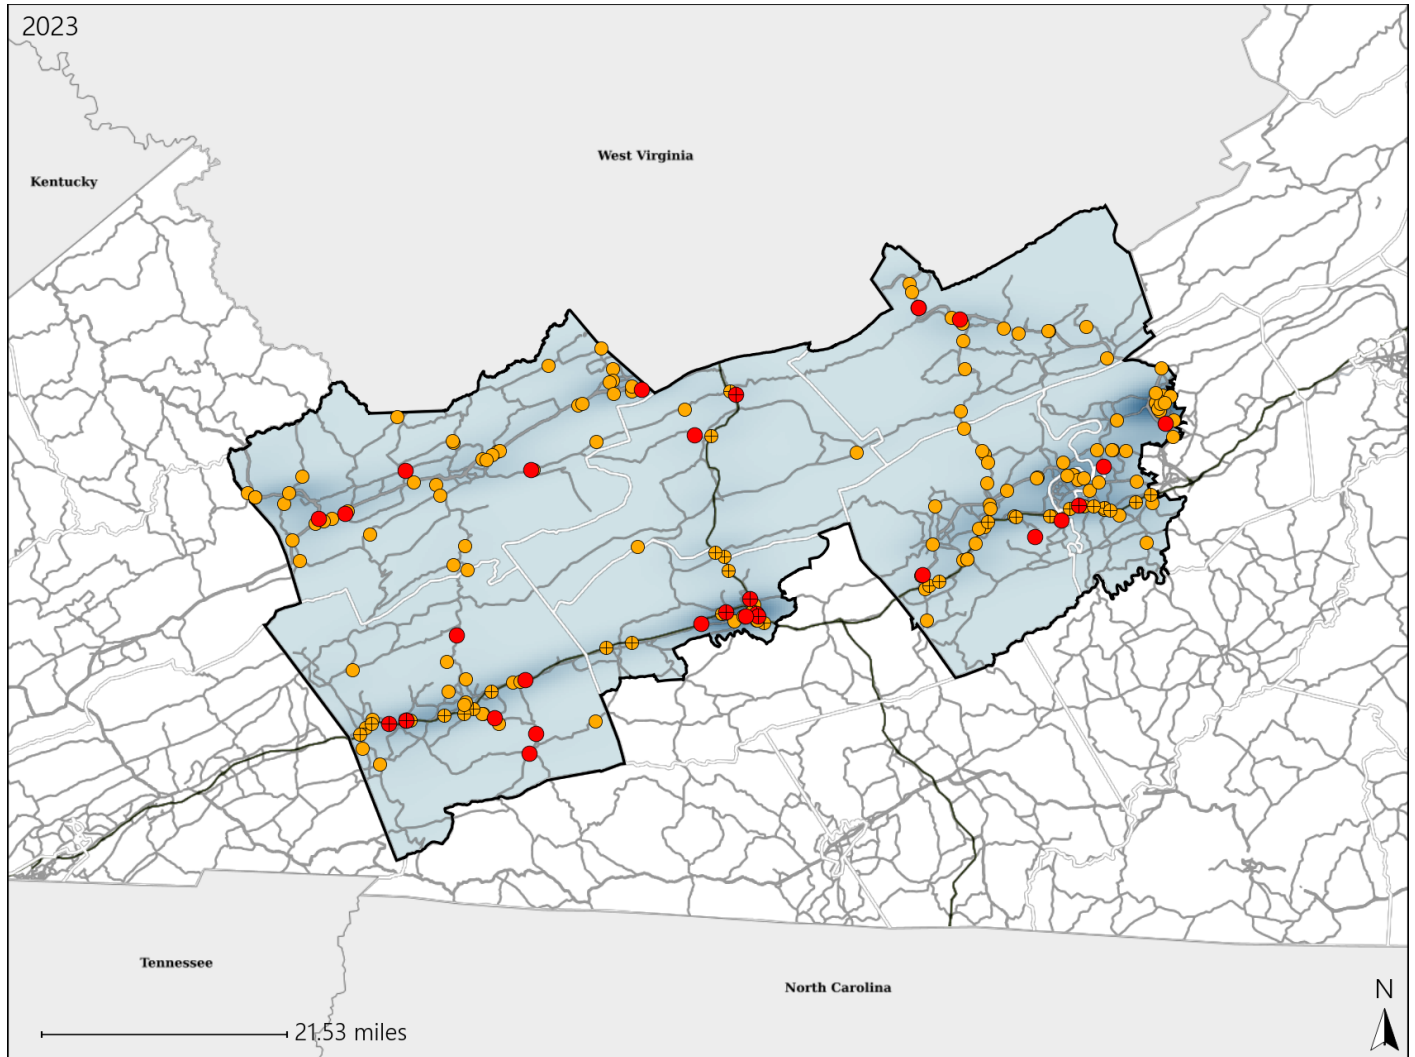 2023
West Virginia
Kentucky
Tennessee
North Carolina
N
21.53 miles